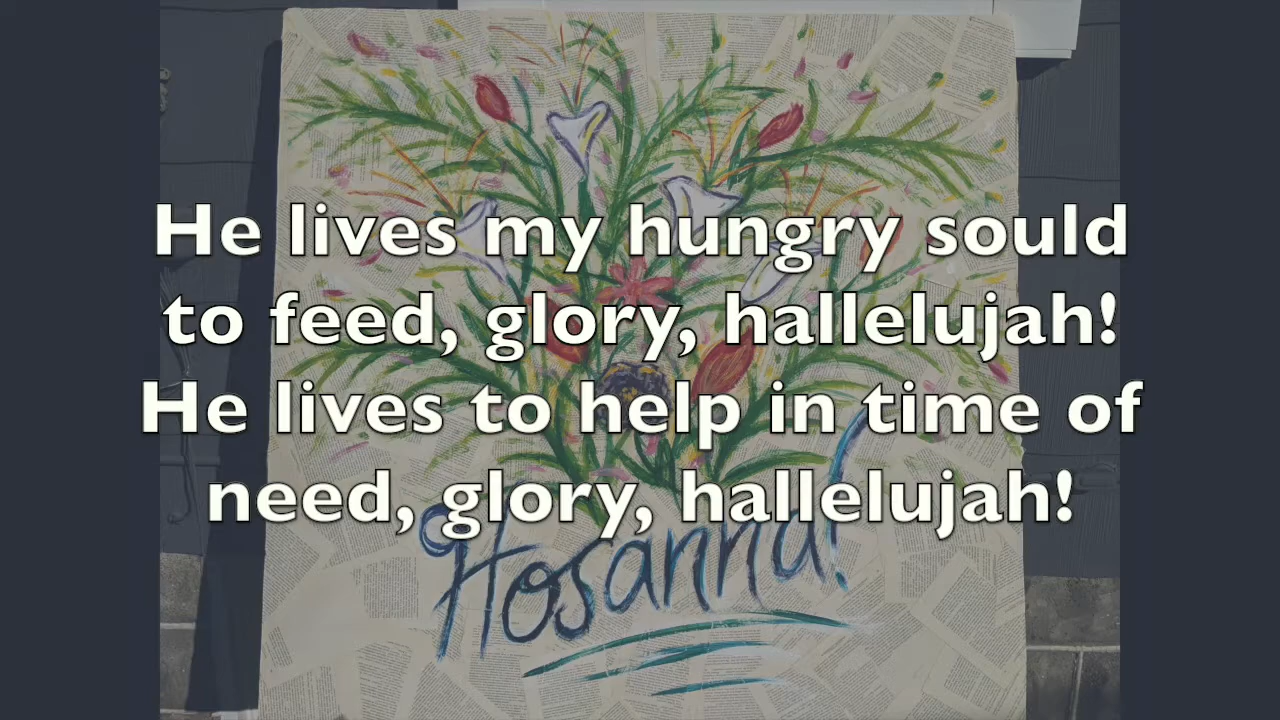 He lives my hungry sould
to feed, glory, hallelujah!
He lives to help in time of
need, glory, hallelujah!
Hosanna!